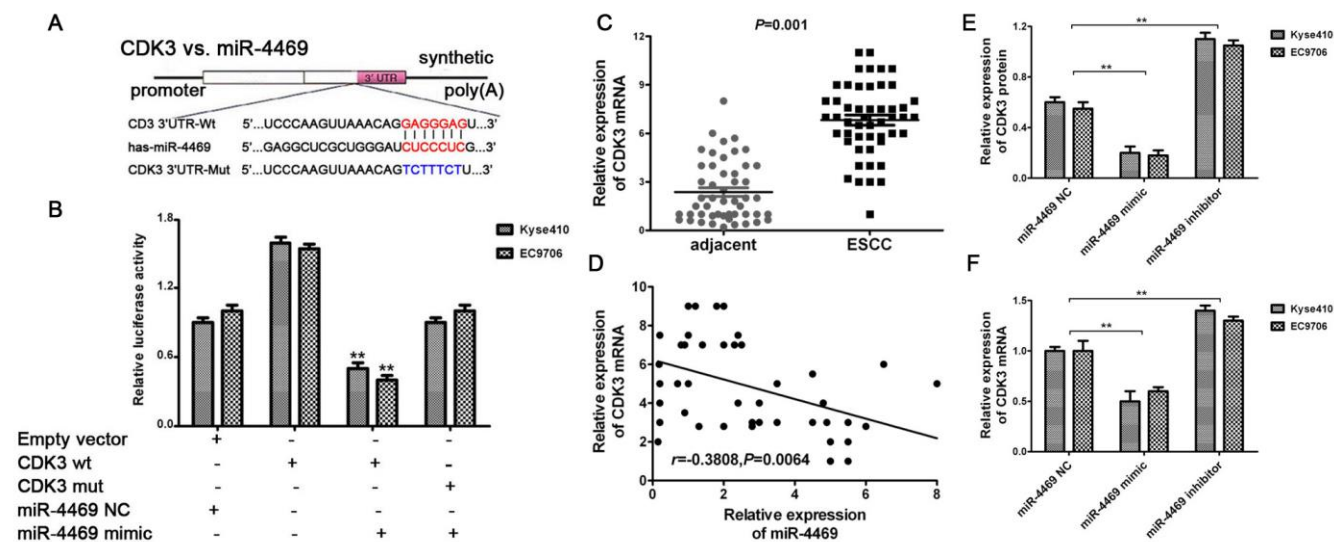 A
CDK3 vs. miR-4469
synthetic
3' UTR
promoter
poly(A)
CD3 3'UTR-Wt 5'...UCCCAAGUUAAACAGGAGGGAGU...3'
has-miR-4469 5'...GAGGCUCGCUGGGAUCUCCCUCG...3'
CDK3 3'UTR-Mut 5'...UCCCAAGUUAAACAGTCTTTCTU...3'
B
Relative luciferase activity
1.8
1.2
0.6
0.0
** **
Kyse410
EC9706
Empty vector + - - -
CDK3 wt - + + -
CDK3 mut - - - +
miR-4469 NC + - - -
miR-4469 mimic - - + +
C
P=0.001
Relative expression
of CDK3 mRNA
12
9
6
3
0
adjacent ESCC
D
Relative expression
of CDK3 mRNA
10
8
6
4
2
0
r=-0.3808,P=0.0064
0 2 4 6 8
Relative expression
of miR-4469
E
Relative expression
of CDK3 protein
1.2
0.6
0.0
**
**
Kyse410
EC9706
miR-4469 NC
miR-4469 mimic
miR-4469 inhibitor
F
Relative expression
of CDK3 mRNA
1.5
1.0
0.5
0.0
**
**
Kyse410
EC9706
miR-4469 NC
miR-4469 mimic
miR-4469 inhibitor